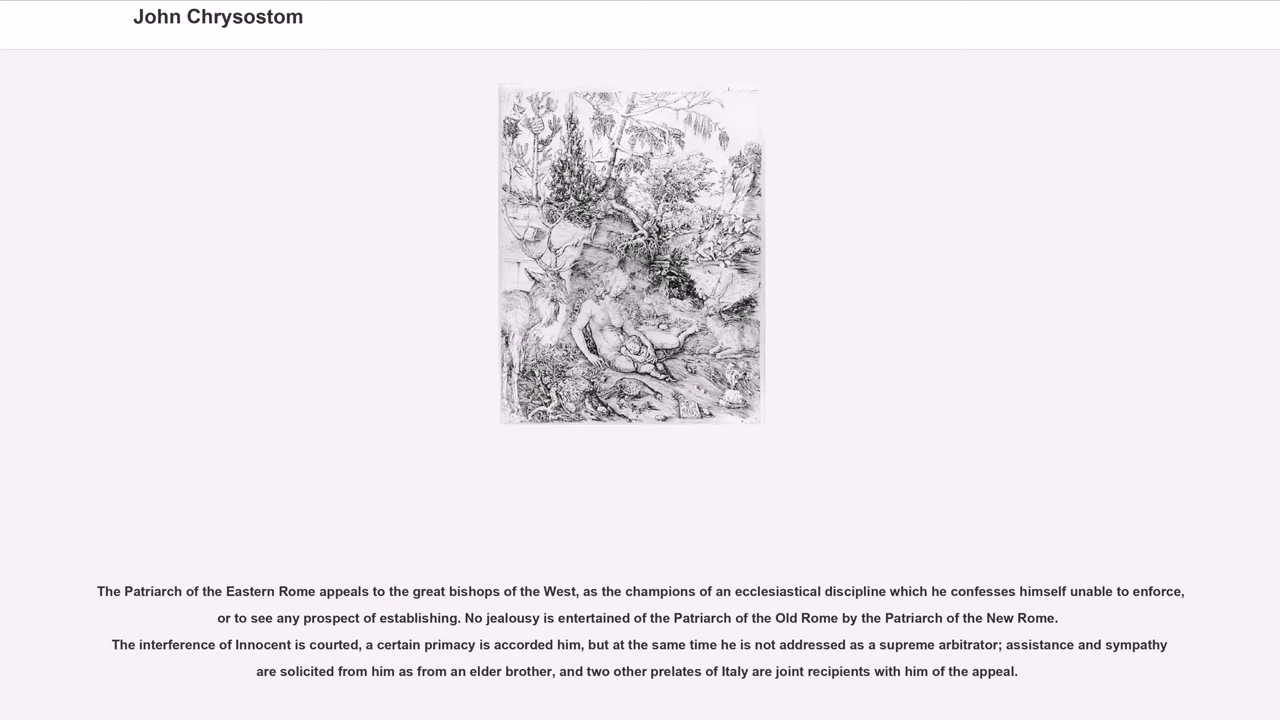 John Chrysostom
The Patriarch of the Eastern Rome appeals to the great bishops of the West, as the champions of an ecclesiastical discipline which he confesses himself unable to enforce,
or to see any prospect of establishing. No jealousy is entertained of the Patriarch of the Old Rome by the Patriarch of the New Rome.
The interference of Innocent is courted, a certain primacy is accorded him, but at the same time he is not addressed as a supreme arbitrator; assistance and sympathy
are solicited from him as from an elder brother, and two other prelates of Italy are joint recipients with him of the appeal.